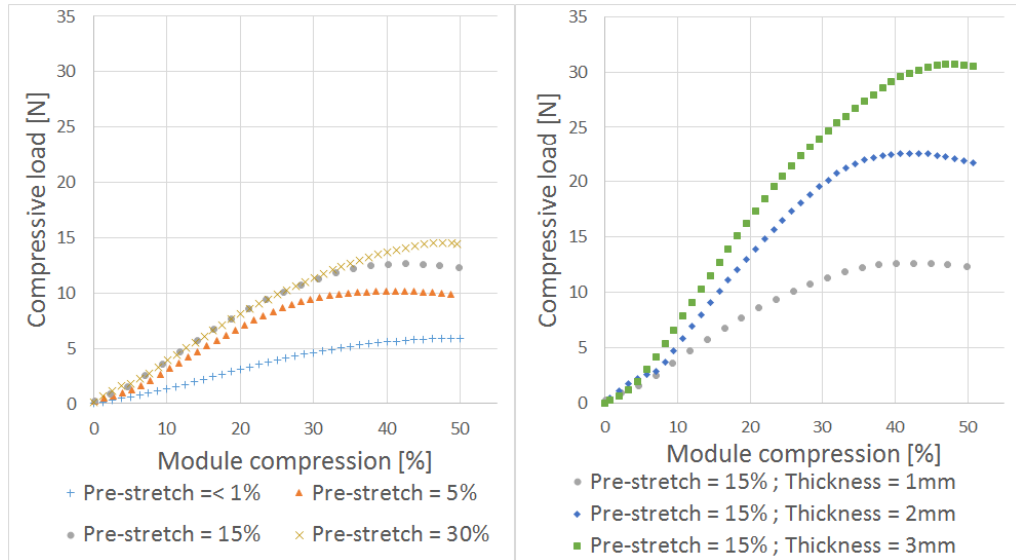 35
30
25
20
15
10
5
0
Compressive load [N]
0 10 20 30 40 50
Module compression [%]
Pre-stretch =< 1%
Pre-stretch = 5%
Pre-stretch = 15%
Pre-stretch = 30%
35
30
25
20
15
10
5
0
Compressive load [N]
0 10 20 30 40 50
Module compression [%]
Pre-stretch = 15% ; Thickness = 1mm
Pre-stretch = 15% ; Thickness = 2mm
Pre-stretch = 15% ; Thickness = 3mm